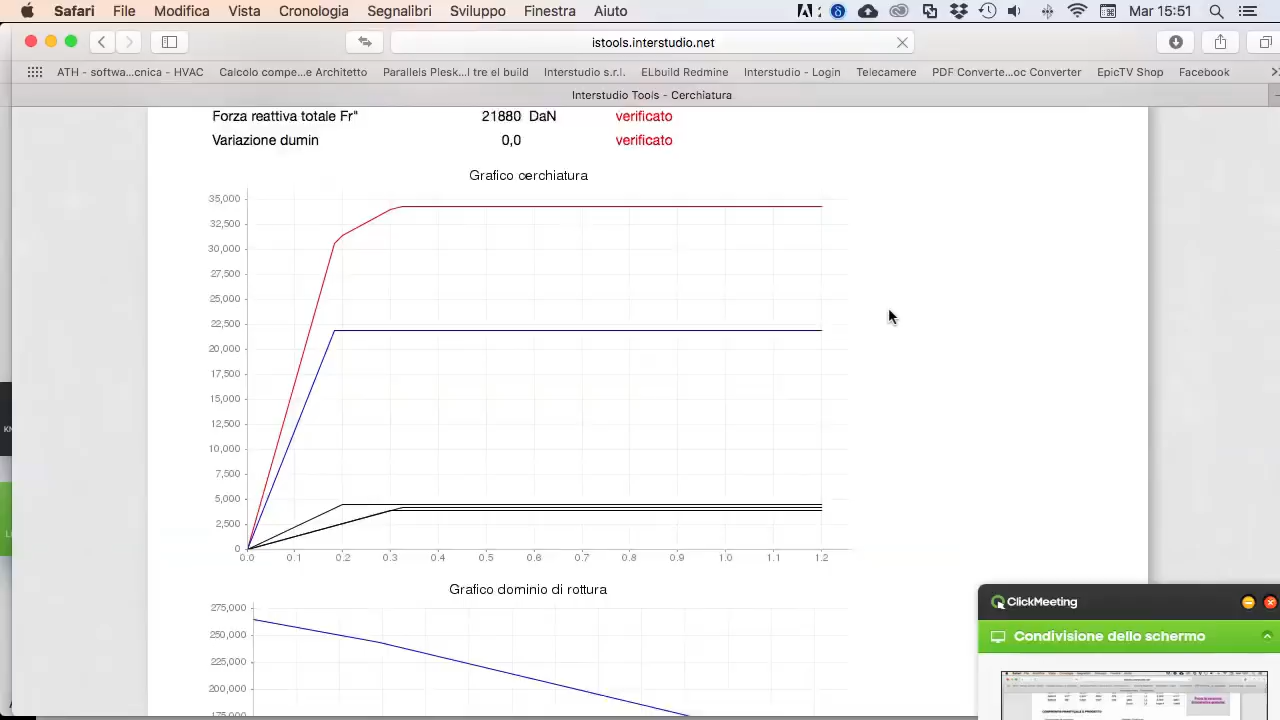 Safari File Modifica Vista Cronologia Segnalibri Sviluppo Finestra Aiuto Mar 15:51
istools.interstudio.net
ATH - softwa...cnica - HVAC Calcolo compe...e Architetto Parallels Plesk...l tre el build Interstudio s.r.l. ELbuild Redmine Interstudio - Login Telecamere PDF Converte...oc Converter EpicTV Shop Facebook
Interstudio Tools - Cerchiatura
Forza reattiva totale Fr" 21880 DaN verificato
Variazione dumin 0,0 verificato
Grafico cerchiatura
35,000
32,500
30,000
27,500
25,000
22,500
20,000
17,500
15,000
12,500
10,000
7,500
5,000
2,500
0
0.0 0.1 0.2 0.3 0.4 0.5 0.6 0.7 0.8 0.9 1.0 1.1 1.2
Grafico dominio di rottura
275,000
250,000
225,000
200,000
175,000
ClickMeeting
Condivisione dello schermo